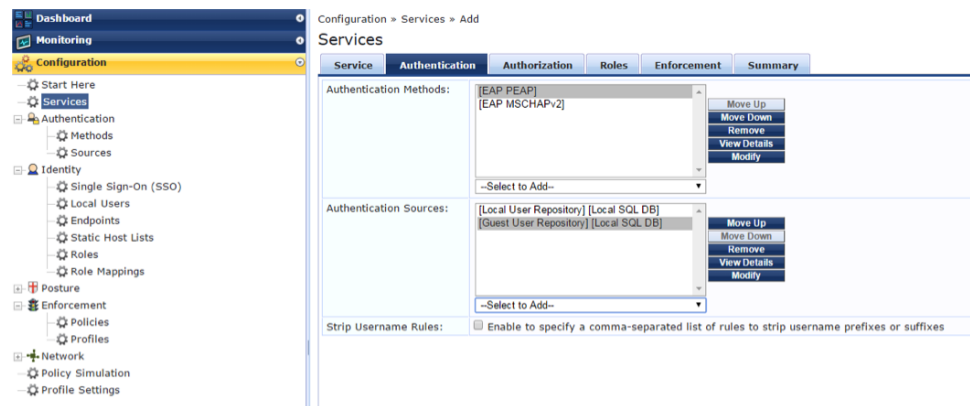 Dashboard
Monitoring
Configuration
Start Here
Services
Authentication
Methods
Sources
Identity
Single Sign-On (SSO)
Local Users
Endpoints
Static Host Lists
Roles
Role Mappings
Posture
Enforcement
Policies
Profiles
Network
Policy Simulation
Profile Settings
Configuration » Services » Add
Services
Service Authentication Authorization Roles Enforcement Summary
Authentication Methods:
[EAP PEAP]
[EAP MSCHAPv2]
Move Up
Move Down
Remove
View Details
Modify
--Select to Add--
Authentication Sources:
[Local User Repository] [Local SQL DB]
[Guest User Repository] [Local SQL DB]
Move Up
Move Down
Remove
View Details
Modify
--Select to Add--
Strip Username Rules: Enable to specify a comma-separated list of rules to strip username prefixes or suffixes